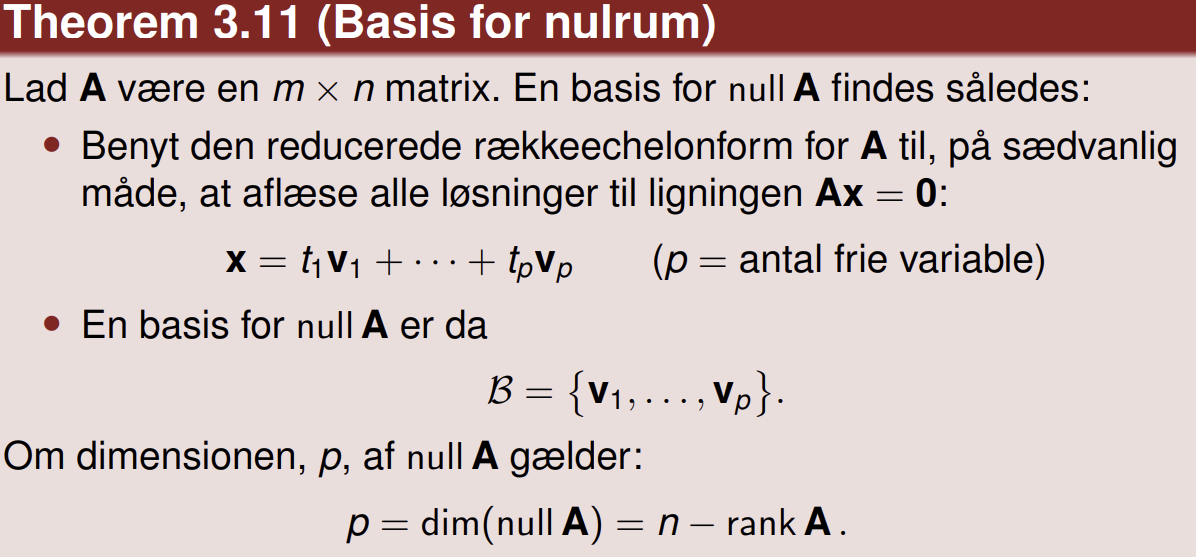 Theorem 3.11 (Basis for nulrum)
Lad A være en m × n matrix. En basis for null A findes således:
• Benyt den reducerede rækkeechelonform for A til, på sædvanlig
måde, at aflæse alle løsninger til ligningen Ax = 0:
x = t₁v₁ + ··· + tₚvₚ (p = antal frie variable)
• En basis for null A er da
ℬ = {v₁, ..., vₚ}.
Om dimensionen, p, af null A gælder:
p = dim(null A) = n − rank A .